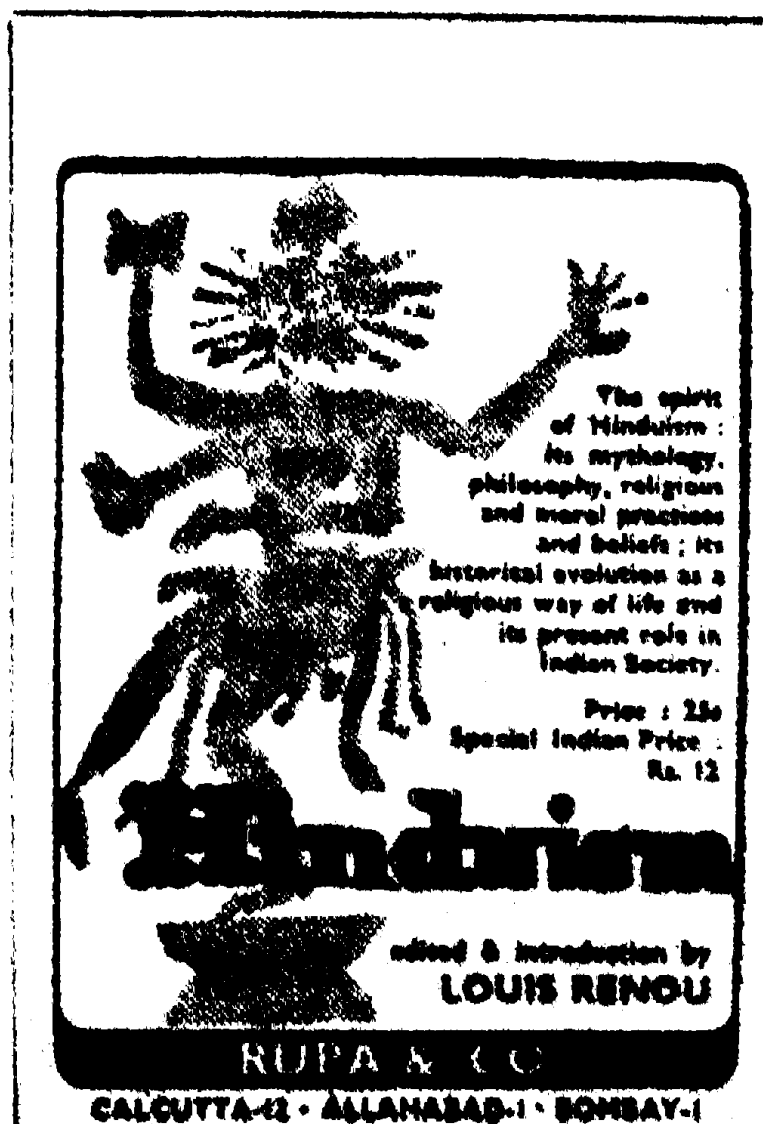 The spirit
of Hinduism :
its mythology,
philosophy, religious
and moral practices
and beliefs ; its
historical evolution as a
religious way of life and
its present role in
Indian Society.
Price : 25s
Special Indian Price :
Rs. 12
Hinduism
edited & introduction by
LOUIS RENOU
RUPA & CO
CALCUTTA-12 • ALLAHABAD-1 • BOMBAY-1